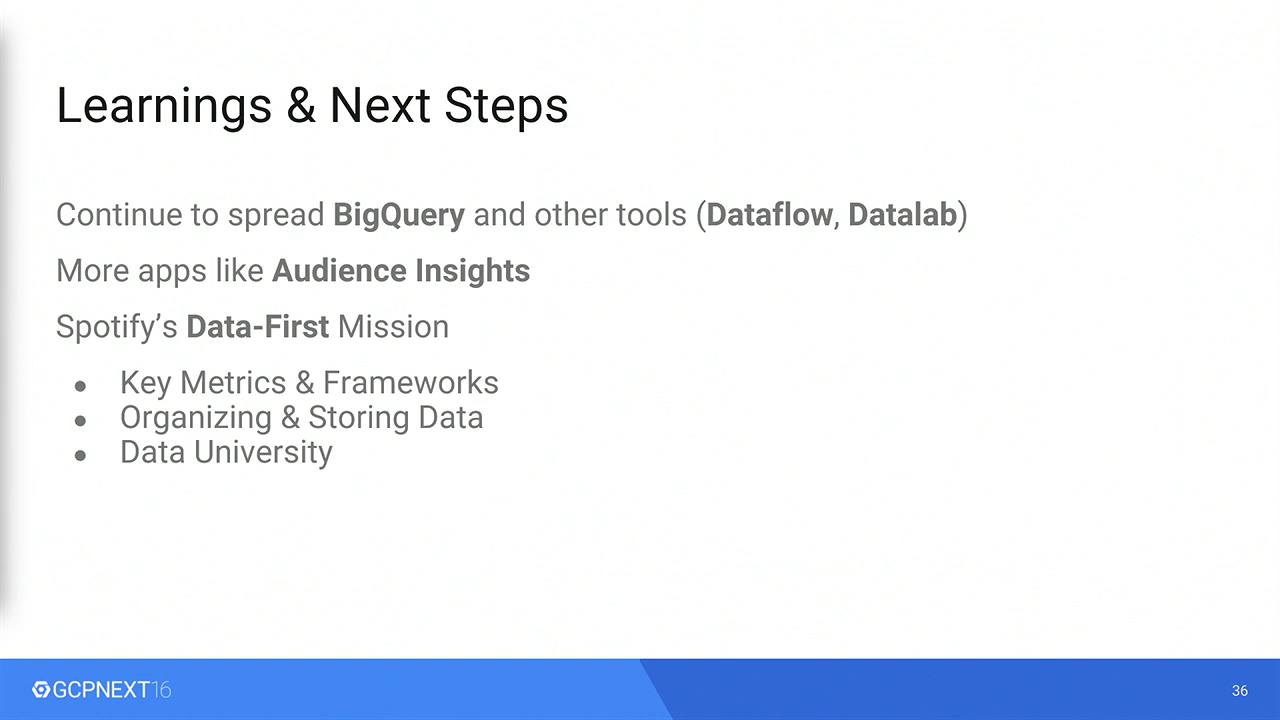 Learnings & Next Steps
Continue to spread BigQuery and other tools (Dataflow, Datalab)
More apps like Audience Insights
Spotify’s Data-First Mission
● Key Metrics & Frameworks
● Organizing & Storing Data
● Data University
GCPNEXT16
36